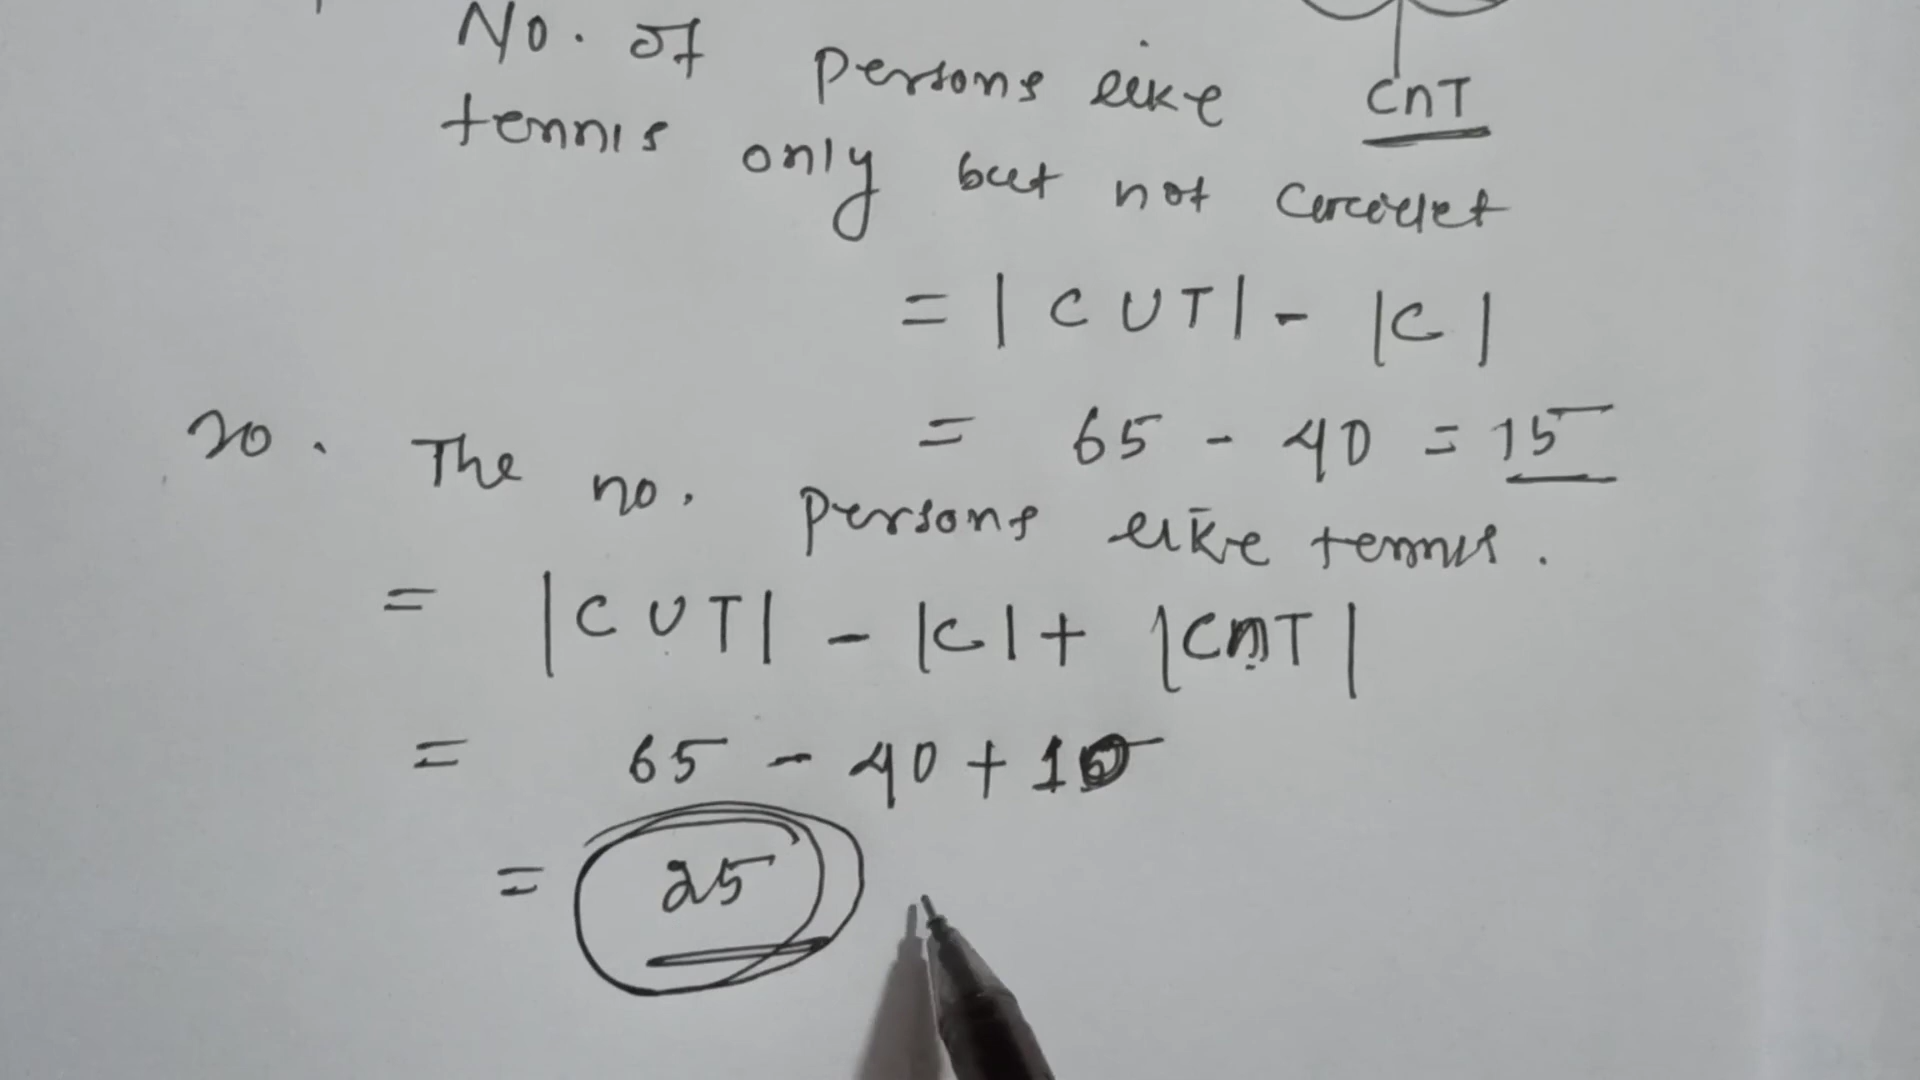 No. of persons like
C∩T
tennis only but not
= |C∪T| - |C|
= 65 - 40 = 15
20. The no. persons like tennis.
= |C∪T| - |C| + |C∩T|
= 65 - 40 + 10
= 25